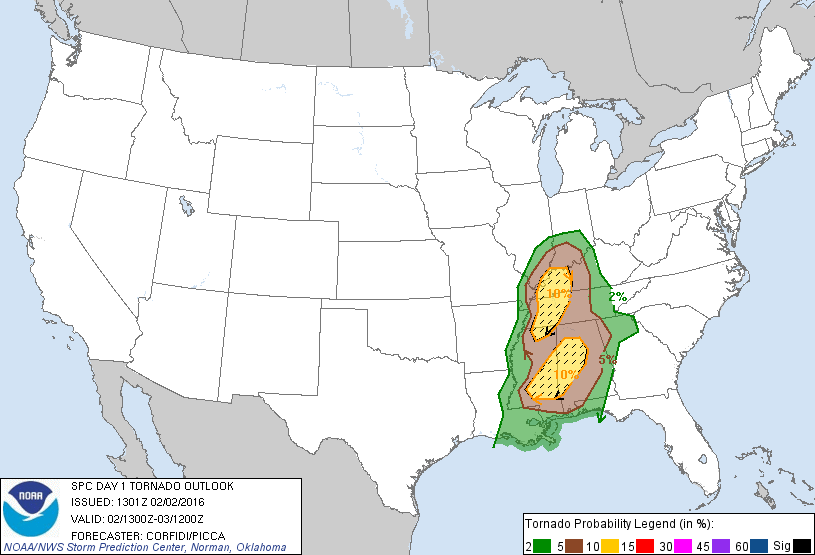 10%
2%
5%
10%
NOAA
SPC DAY 1 TORNADO OUTLOOK
ISSUED: 1301Z 02/02/2016
VALID: 02/1300Z-03/1200Z
FORECASTER: CORFIDI/PICCA
NOAA/NWS Storm Prediction Center, Norman, Oklahoma
Tornado Probability Legend (in %):
2 5 10 15 30 45 60 Sig